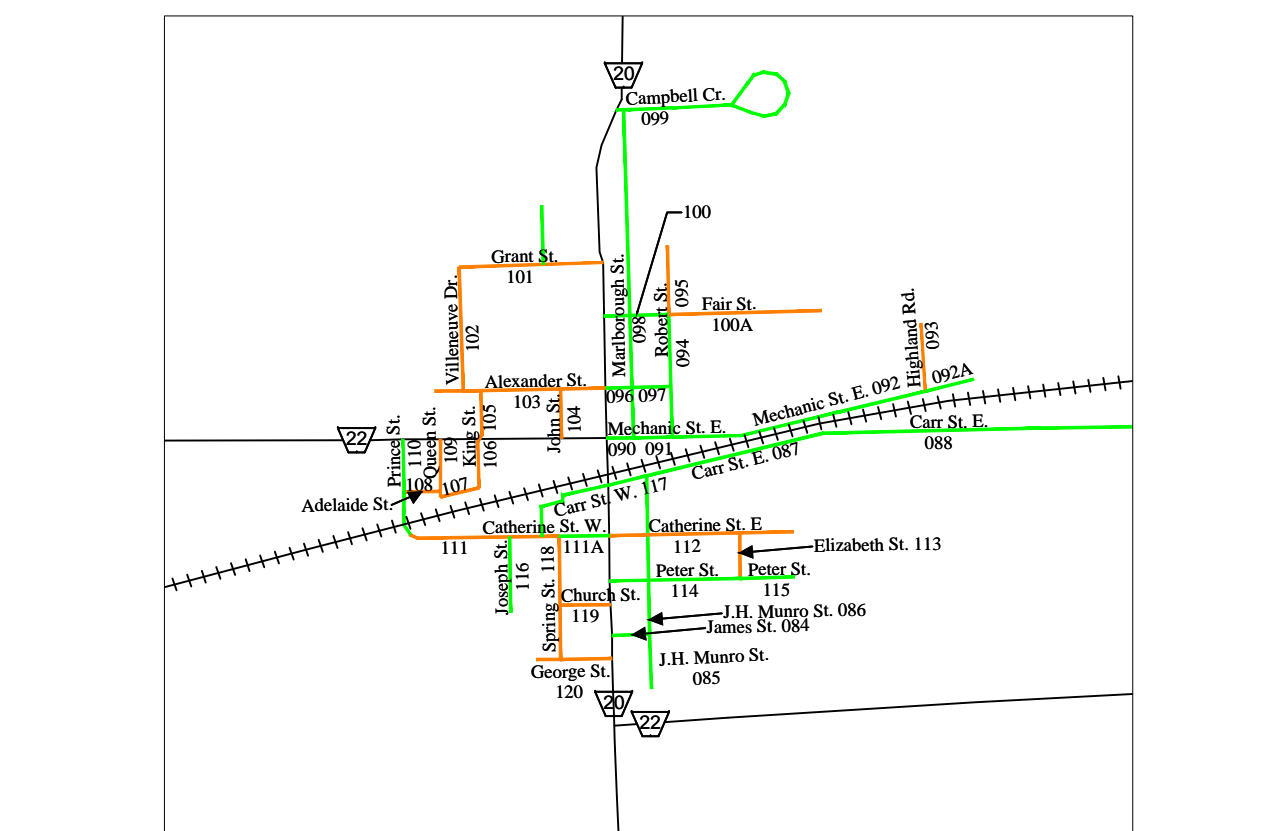 20
Campbell Cr.
099
100
Grant St.
101
Marlborough St.
098
Robert St.
095
094
Fair St.
100A
Villeneuve Dr.
102
Highland Rd.
093
092A
Alexander St.
103
105
John St.
104
096 097
Mechanic St. E. 092
22
Prince St.
110
Queen St.
109
King St.
106
Mechanic St. E.
090 091
Carr St. E.
088
Carr St. E. 087
108
107
Adelaide St.
Carr St. W. 117
Catherine St. W.
111
111A
Catherine St. E
112
Elizabeth St. 113
Joseph St.
116
Spring St. 118
Peter St.
114
Peter St.
115
Church St.
119
J.H. Munro St. 086
James St. 084
J.H. Munro St.
085
George St.
120
20
22